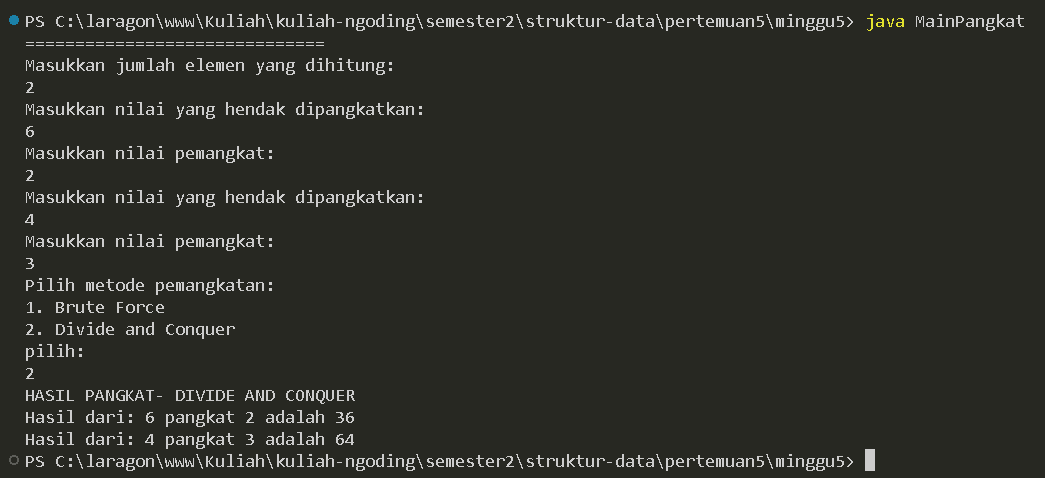 PS C:\laragon\www\Kuliah\kuliah-ngoding\semester2\struktur-data\pertemuan5\minggu5> java MainPangkat
==============================
Masukkan jumlah elemen yang dihitung:
2
Masukkan nilai yang hendak dipangkatkan:
6
Masukkan nilai pemangkat:
2
Masukkan nilai yang hendak dipangkatkan:
4
Masukkan nilai pemangkat:
3
Pilih metode pemangkatan:
1. Brute Force
2. Divide and Conquer
pilih:
2
HASIL PANGKAT- DIVIDE AND CONQUER
Hasil dari: 6 pangkat 2 adalah 36
Hasil dari: 4 pangkat 3 adalah 64
PS C:\laragon\www\Kuliah\kuliah-ngoding\semester2\struktur-data\pertemuan5\minggu5>